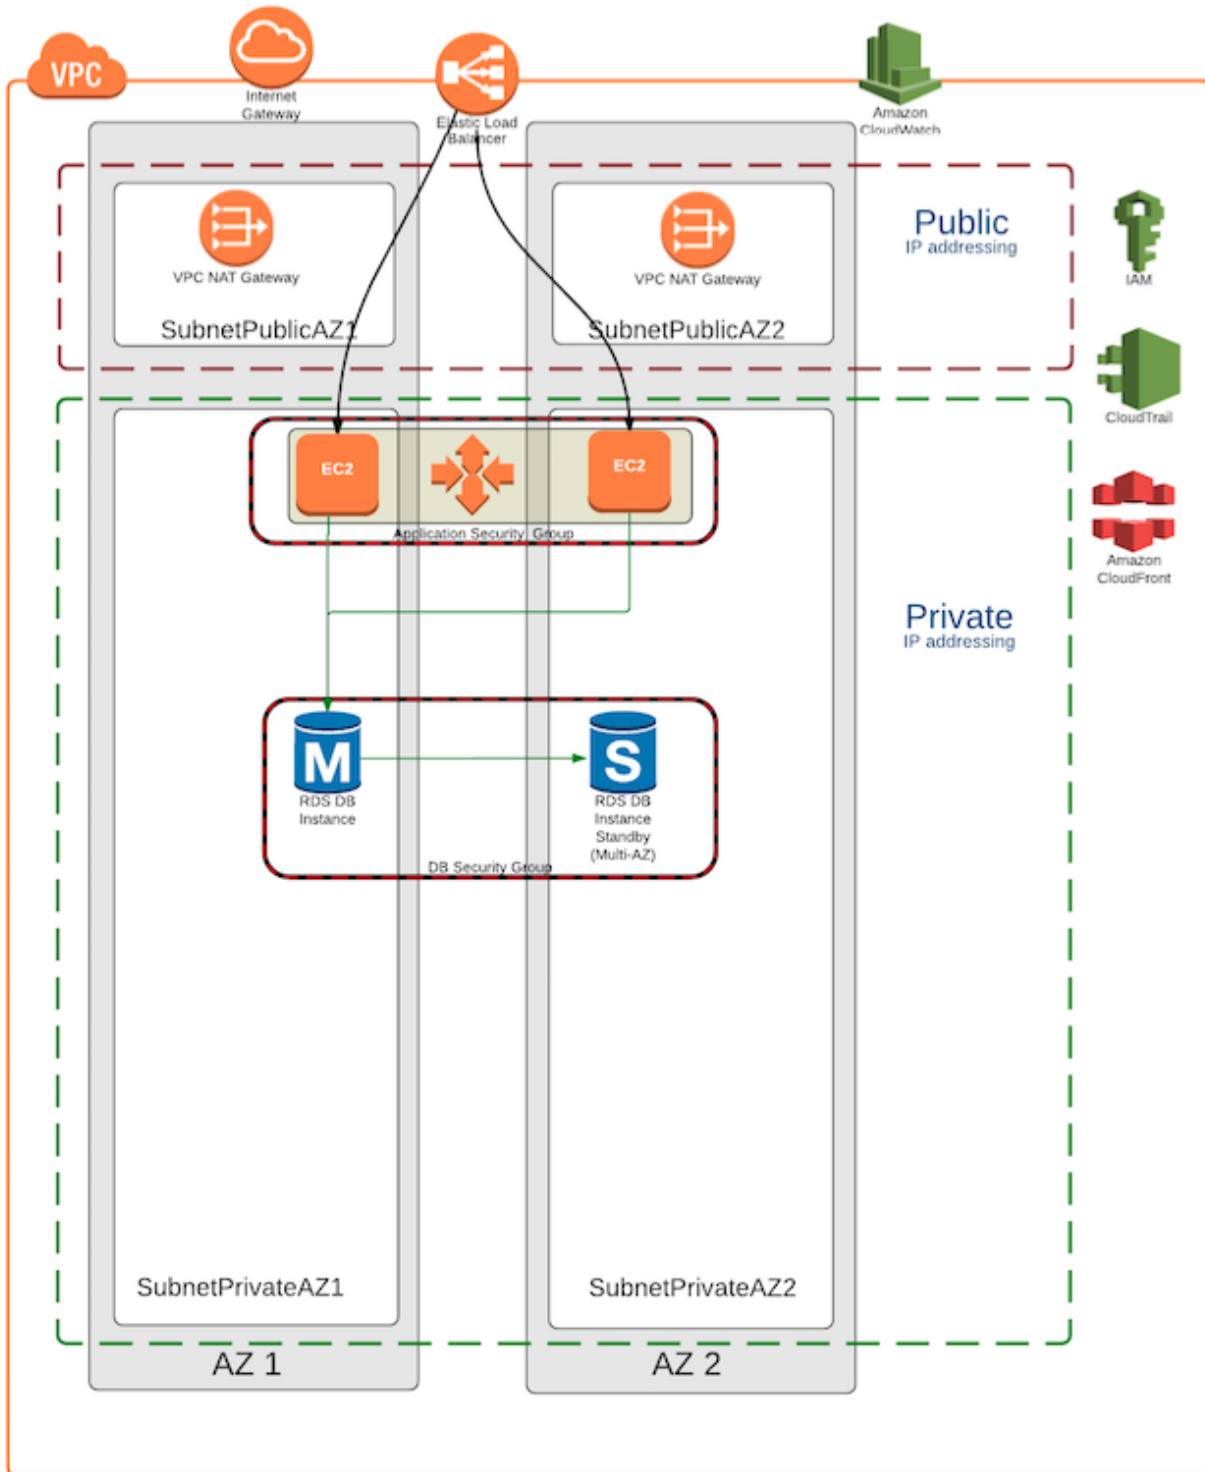 VPC
Internet
Gateway
Elastic Load
Balancer
Amazon
CloudWatch
VPC NAT Gateway
SubnetPublicAZ1
VPC NAT Gateway
SubnetPublicAZ2
Public
IP addressing
IAM
CloudTrail
Amazon
CloudFront
EC2
EC2
Application Security Group
Private
IP addressing
M
RDS DB
Instance
S
RDS DB
Instance
Standby
(Multi-AZ)
DB Security Group
SubnetPrivateAZ1
SubnetPrivateAZ2
AZ 1
AZ 2